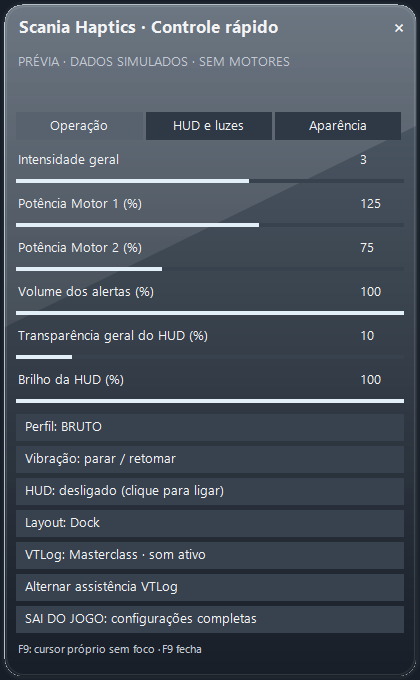 Scania Haptics · Controle rápido ×
PRÉVIA · DADOS SIMULADOS · SEM MOTORES
Operação HUD e luzes Aparência
Intensidade geral 3
Potência Motor 1 (%) 125
Potência Motor 2 (%) 75
Volume dos alertas (%) 100
Transparência geral do HUD (%) 10
Brilho da HUD (%) 100
Perfil: BRUTO
Vibração: parar / retomar
HUD: desligado (clique para ligar)
Layout: Dock
VTLog: Masterclass · som ativo
Alternar assistência VTLog
SAI DO JOGO: configurações completas
F9: cursor próprio sem foco · F9 fecha